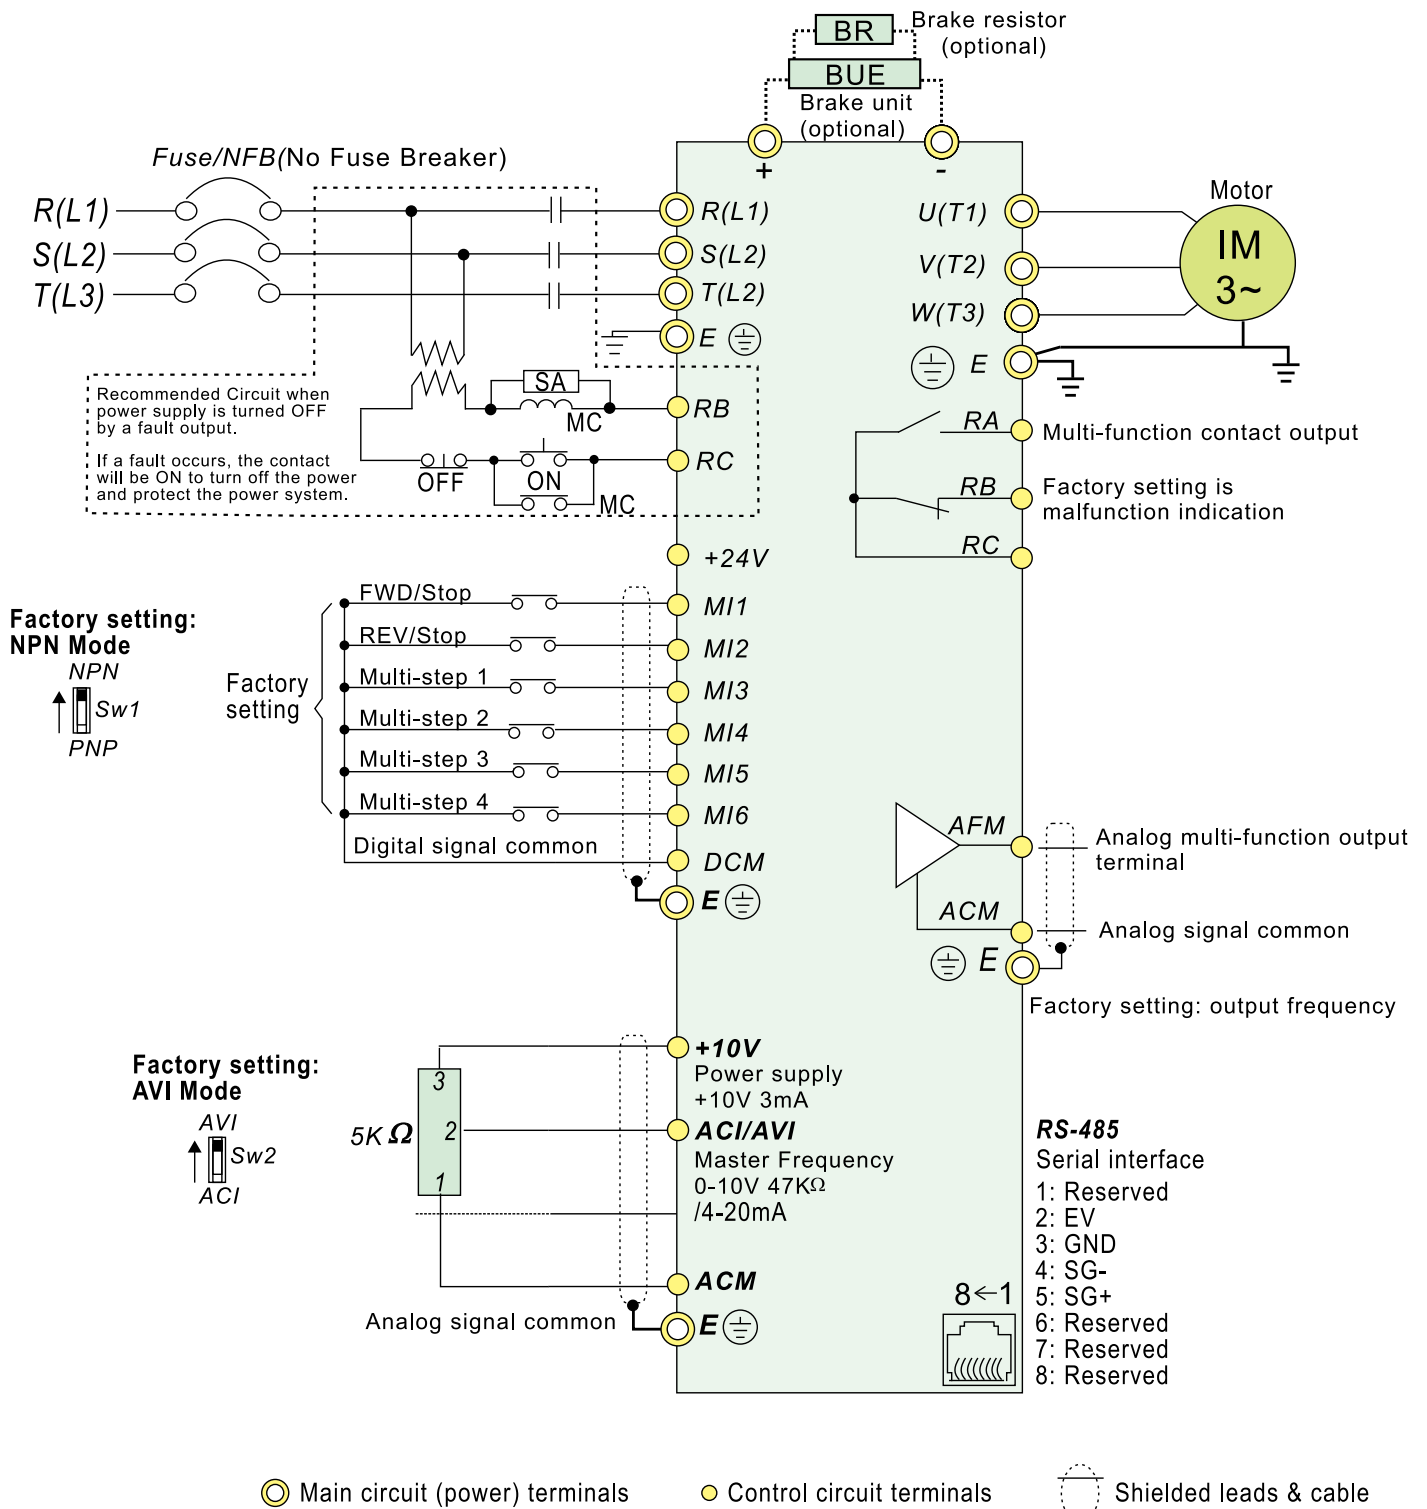 BR
Brake resistor
(optional)
BUE
Brake unit
(optional)
+
-
Fuse/NFB(No Fuse Breaker)
R(L1)
S(L2)
T(L3)
R(L1)
S(L2)
T(L2)
E
U(T1)
V(T2)
W(T3)
E
Motor
IM
3~
Recommended Circuit when
power supply is turned OFF
by a fault output.
If a fault occurs, the contact
will be ON to turn off the power
and protect the power system.
SA
MC
RB
OFF
ON
MC
RC
RA
Multi-function contact output
RB
Factory setting is
malfunction indication
RC
+24V
Factory setting:
NPN Mode
NPN
Sw1
PNP
Factory
setting
FWD/Stop
MI1
REV/Stop
MI2
Multi-step 1
MI3
Multi-step 2
MI4
Multi-step 3
MI5
Multi-step 4
MI6
Digital signal common
DCM
E
AFM
Analog multi-function output
terminal
ACM
Analog signal common
E
Factory setting: output frequency
Factory setting:
AVI Mode
AVI
Sw2
ACI
5K Ω
3
2
1
+10V
Power supply
+10V 3mA
ACI/AVI
Master Frequency
0-10V 47KΩ
/4-20mA
ACM
Analog signal common
E
RS-485
Serial interface
1: Reserved
2: EV
3: GND
4: SG-
5: SG+
6: Reserved
7: Reserved
8: Reserved
8←1
Main circuit (power) terminals
Control circuit terminals
Shielded leads & cable